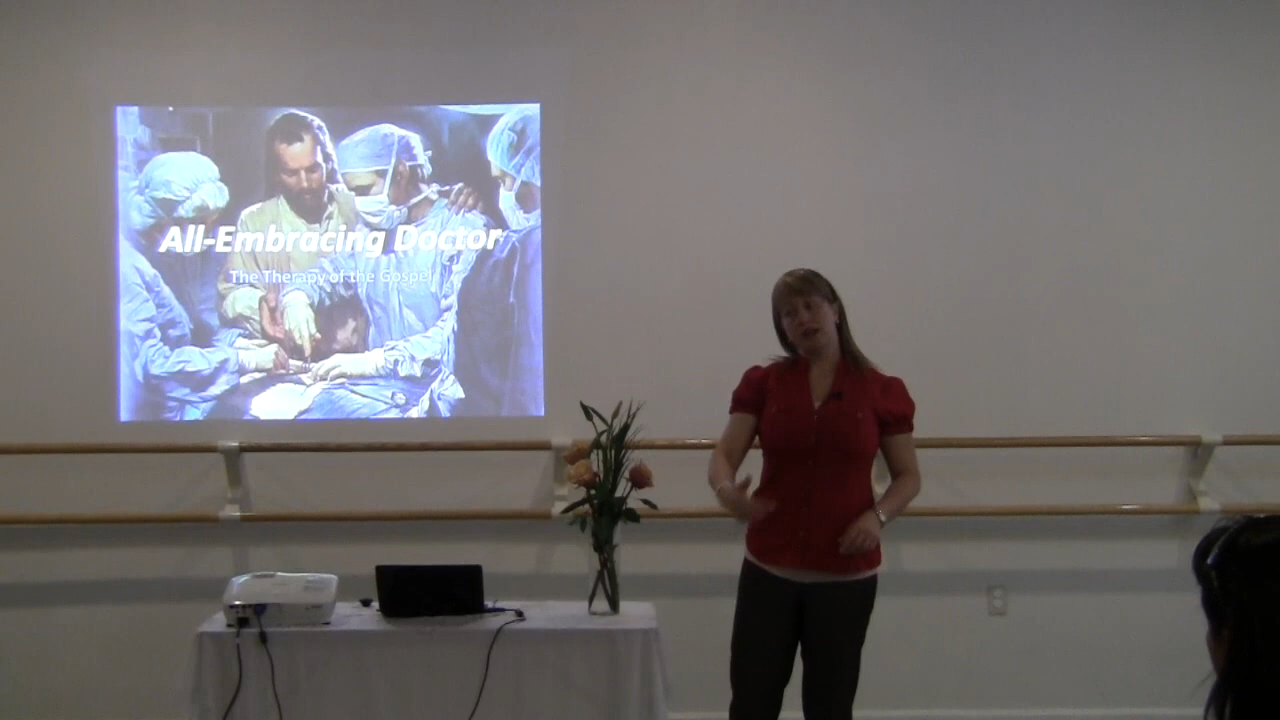 All-Embracing Doctor
The Therapy of the Gospel